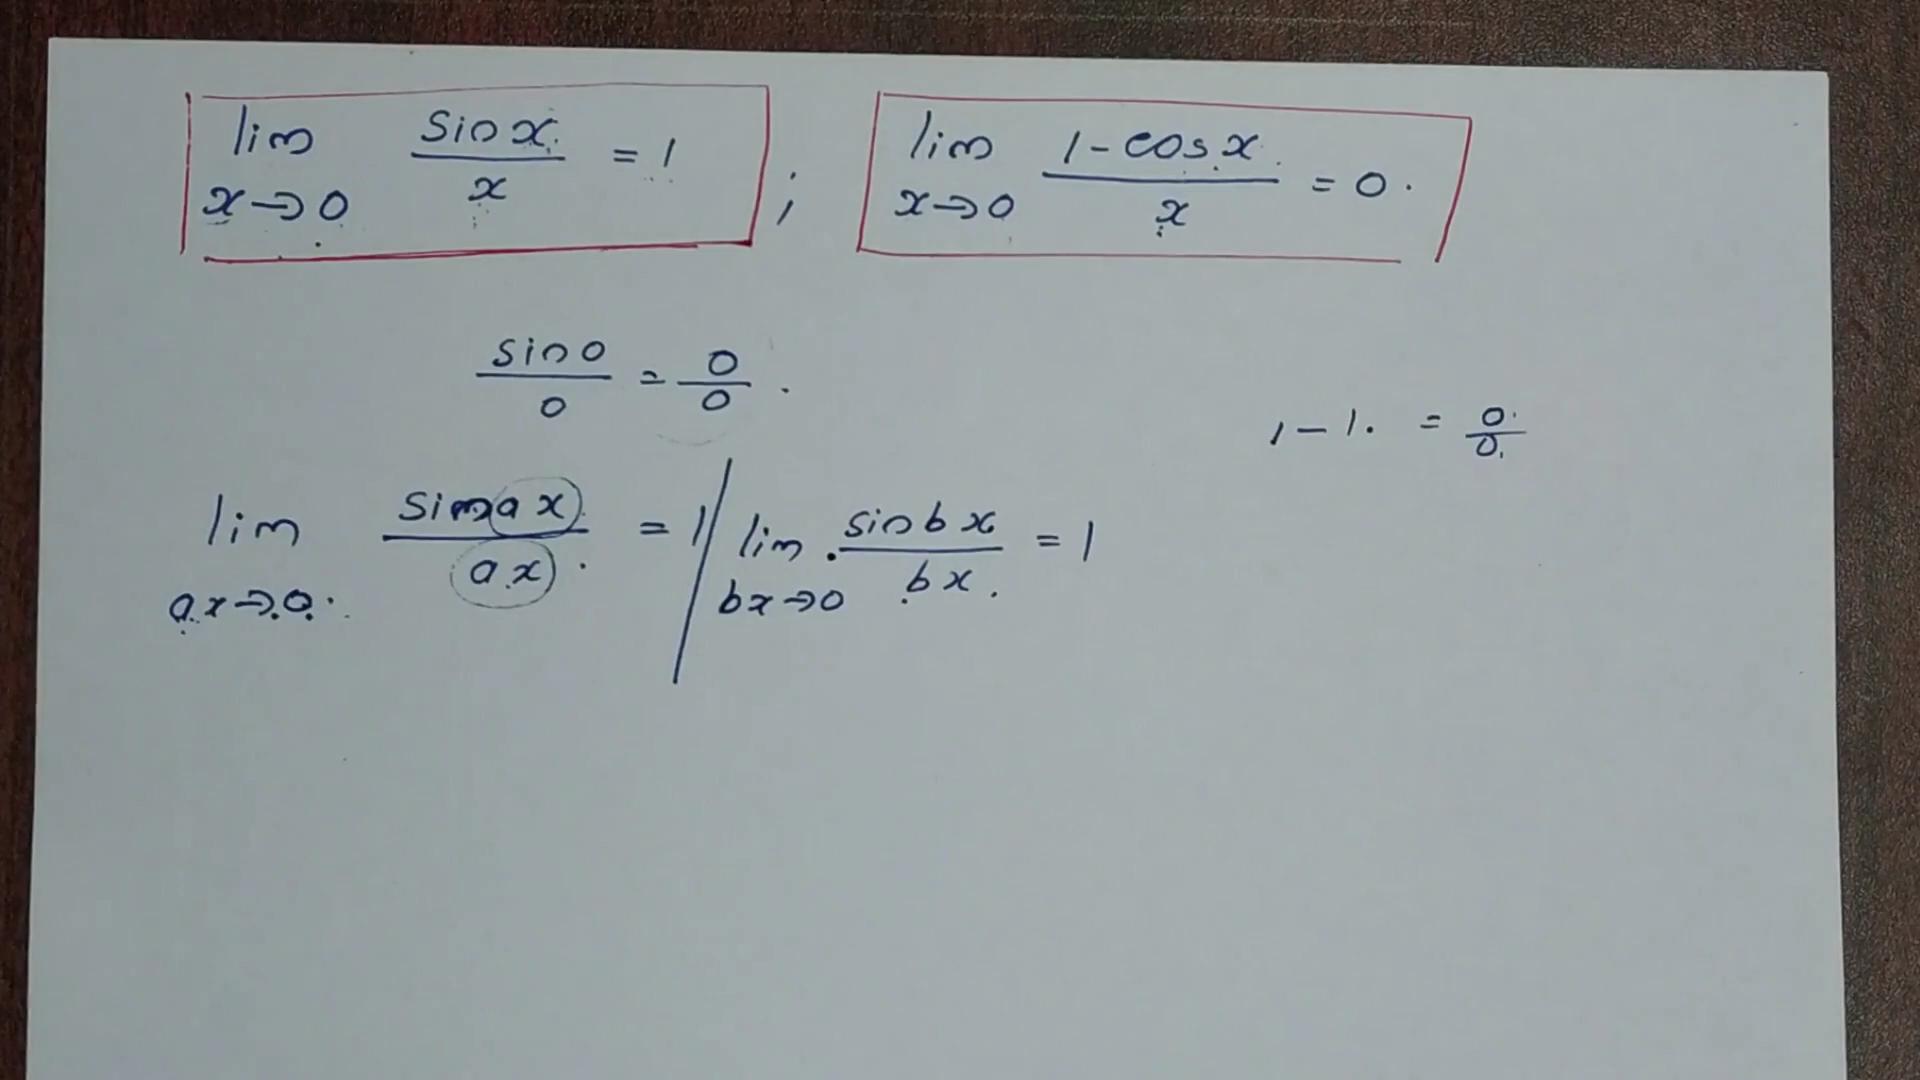 lim sin x / x = 1 ; lim 1 - cos x / x = 0 .
x→0 x→0
sin 0 / 0 = 0 / 0 .
1 - 1 . = 0 / 0 .
lim sin ax / ax . = 1 lim . sin bx / bx . = 1
ax→0 . bx→0